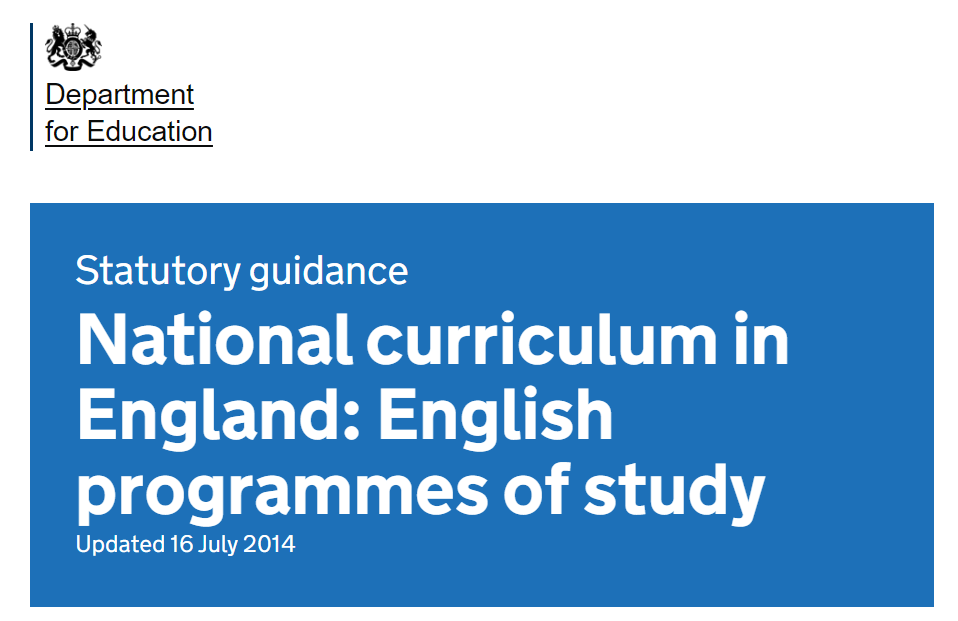 Department
for Education
Statutory guidance
National curriculum in
England: English
programmes of study
Updated 16 July 2014